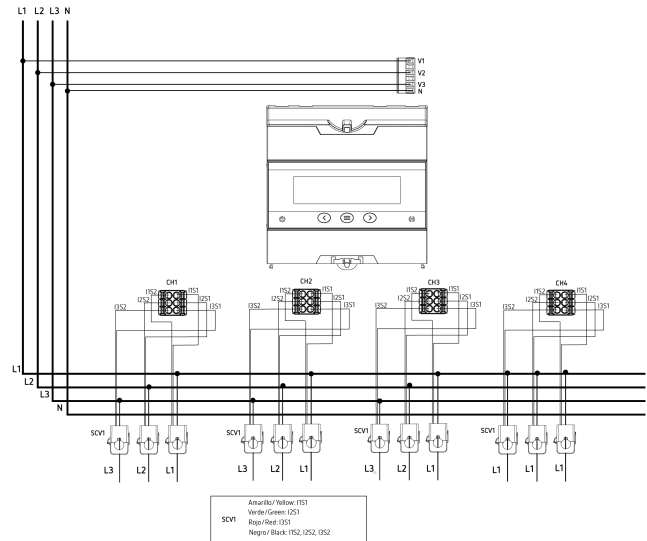 L1 L2 L3 N
V1
V2
V3
N
CH1
I1S2 I1S1
I2S2 I2S1
I3S2 I3S1
CH2
I1S2 I1S1
I2S2 I2S1
I3S2 I3S1
CH3
I1S2 I1S1
I2S2 I2S1
I3S2 I3S1
CH4
I1S2 I1S1
I2S2 I2S1
I3S2 I3S1
L1
L2
L3
N
SCV1 SCV1 SCV1 SCV1
L3 L2 L1 L3 L2 L1 L3 L2 L1 L1 L1 L1
SCV1
Amarillo/Yellow: I1S1
Verde/Green: I2S1
Rojo/Red: I3S1
Negro/Black: I1S2, I2S2, I3S2